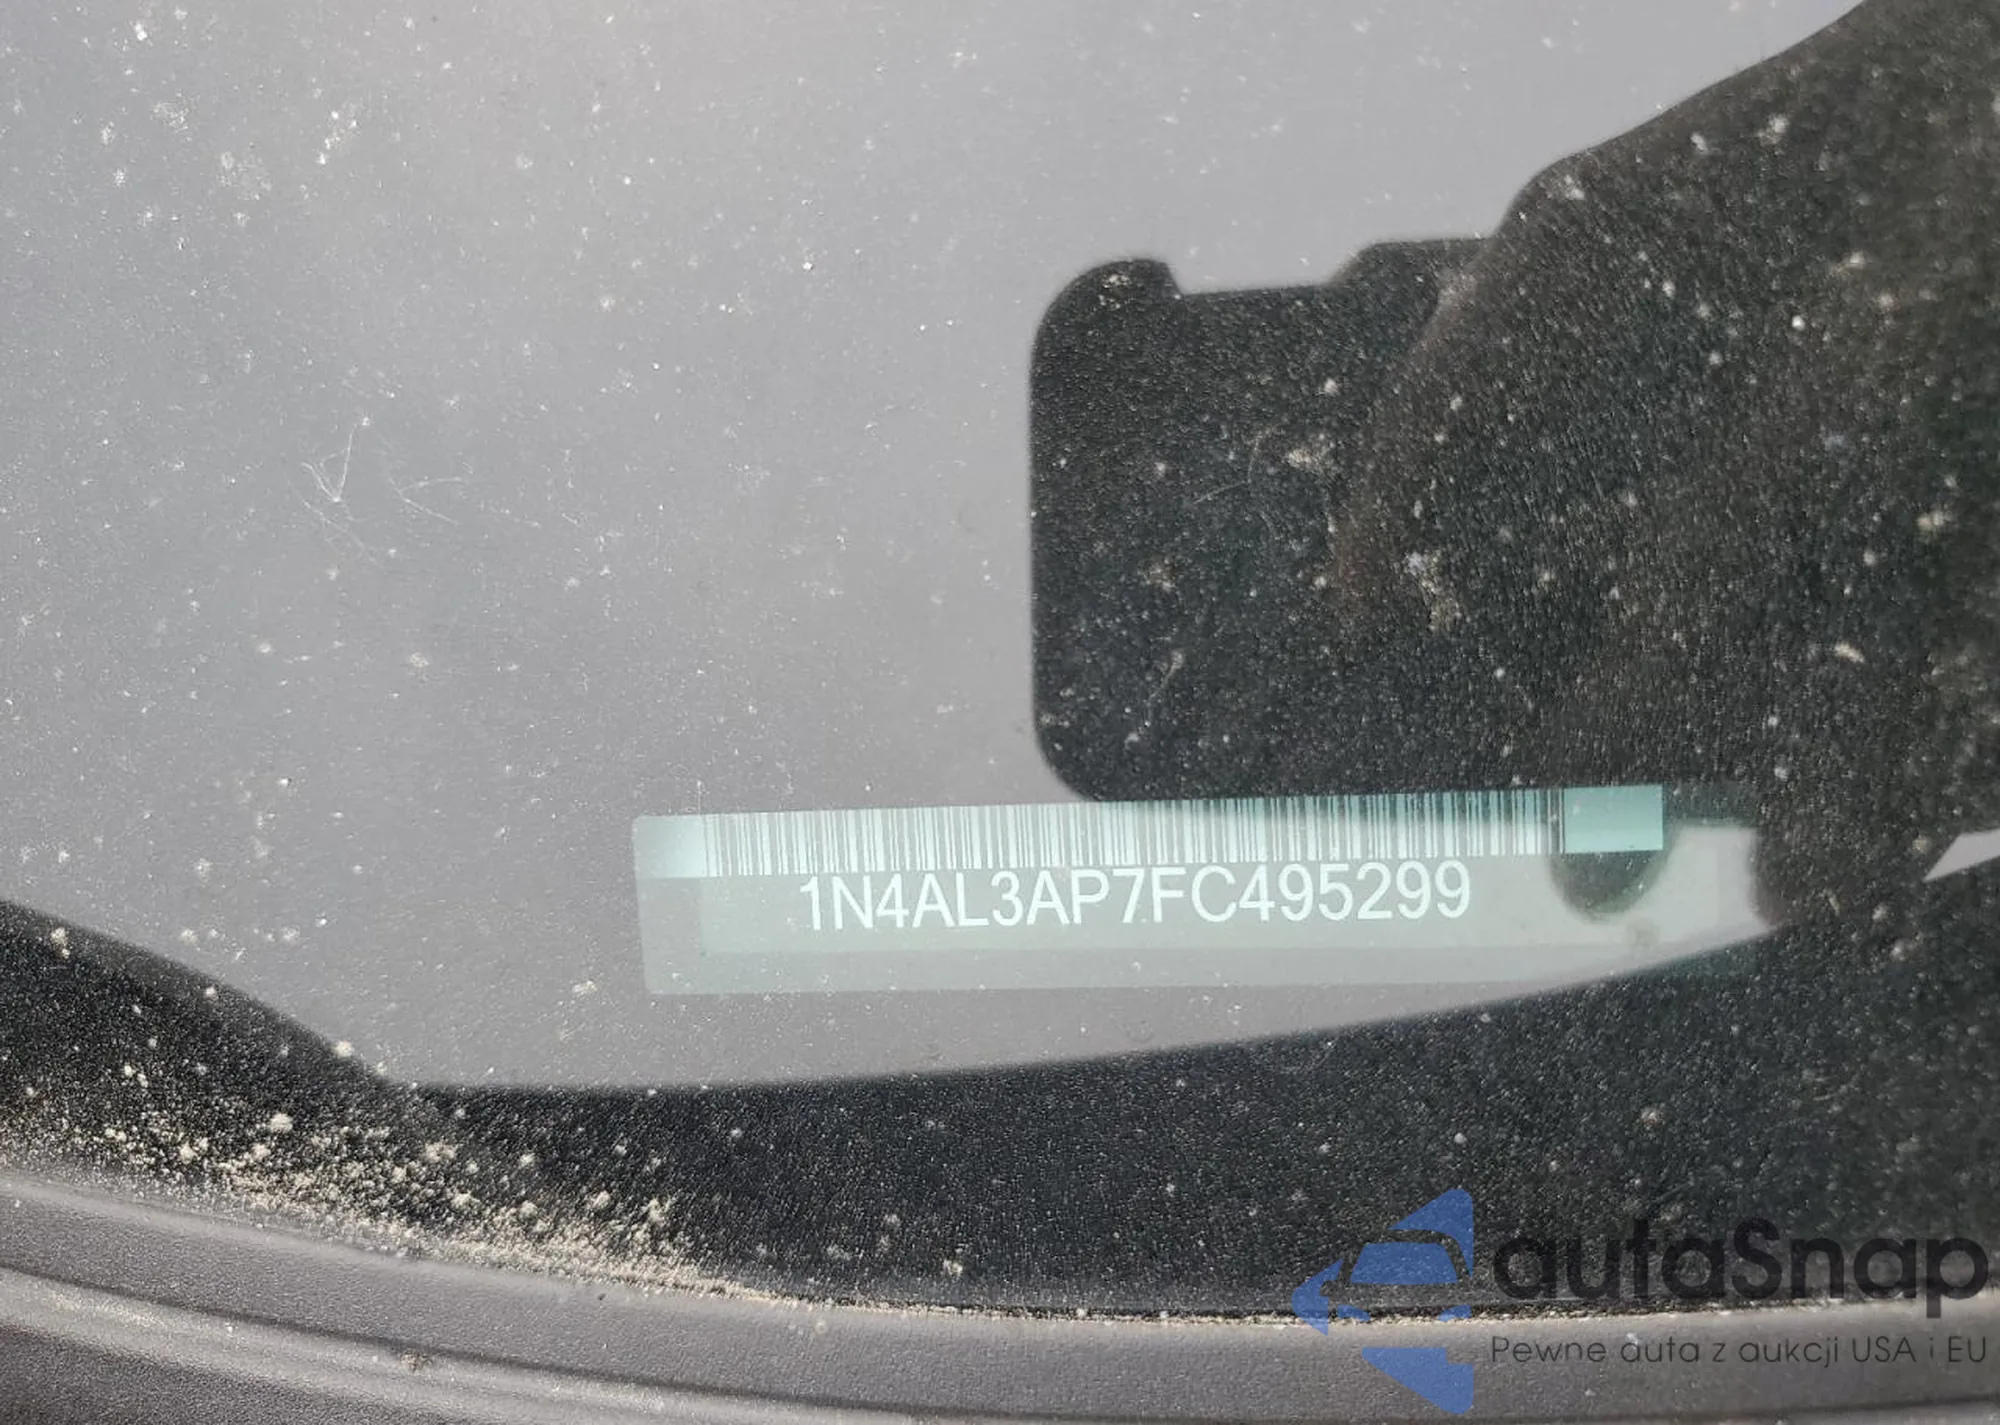 1N4AL3AP7FC495299
autaSnap
Pewne auta z aukcji USA i EU